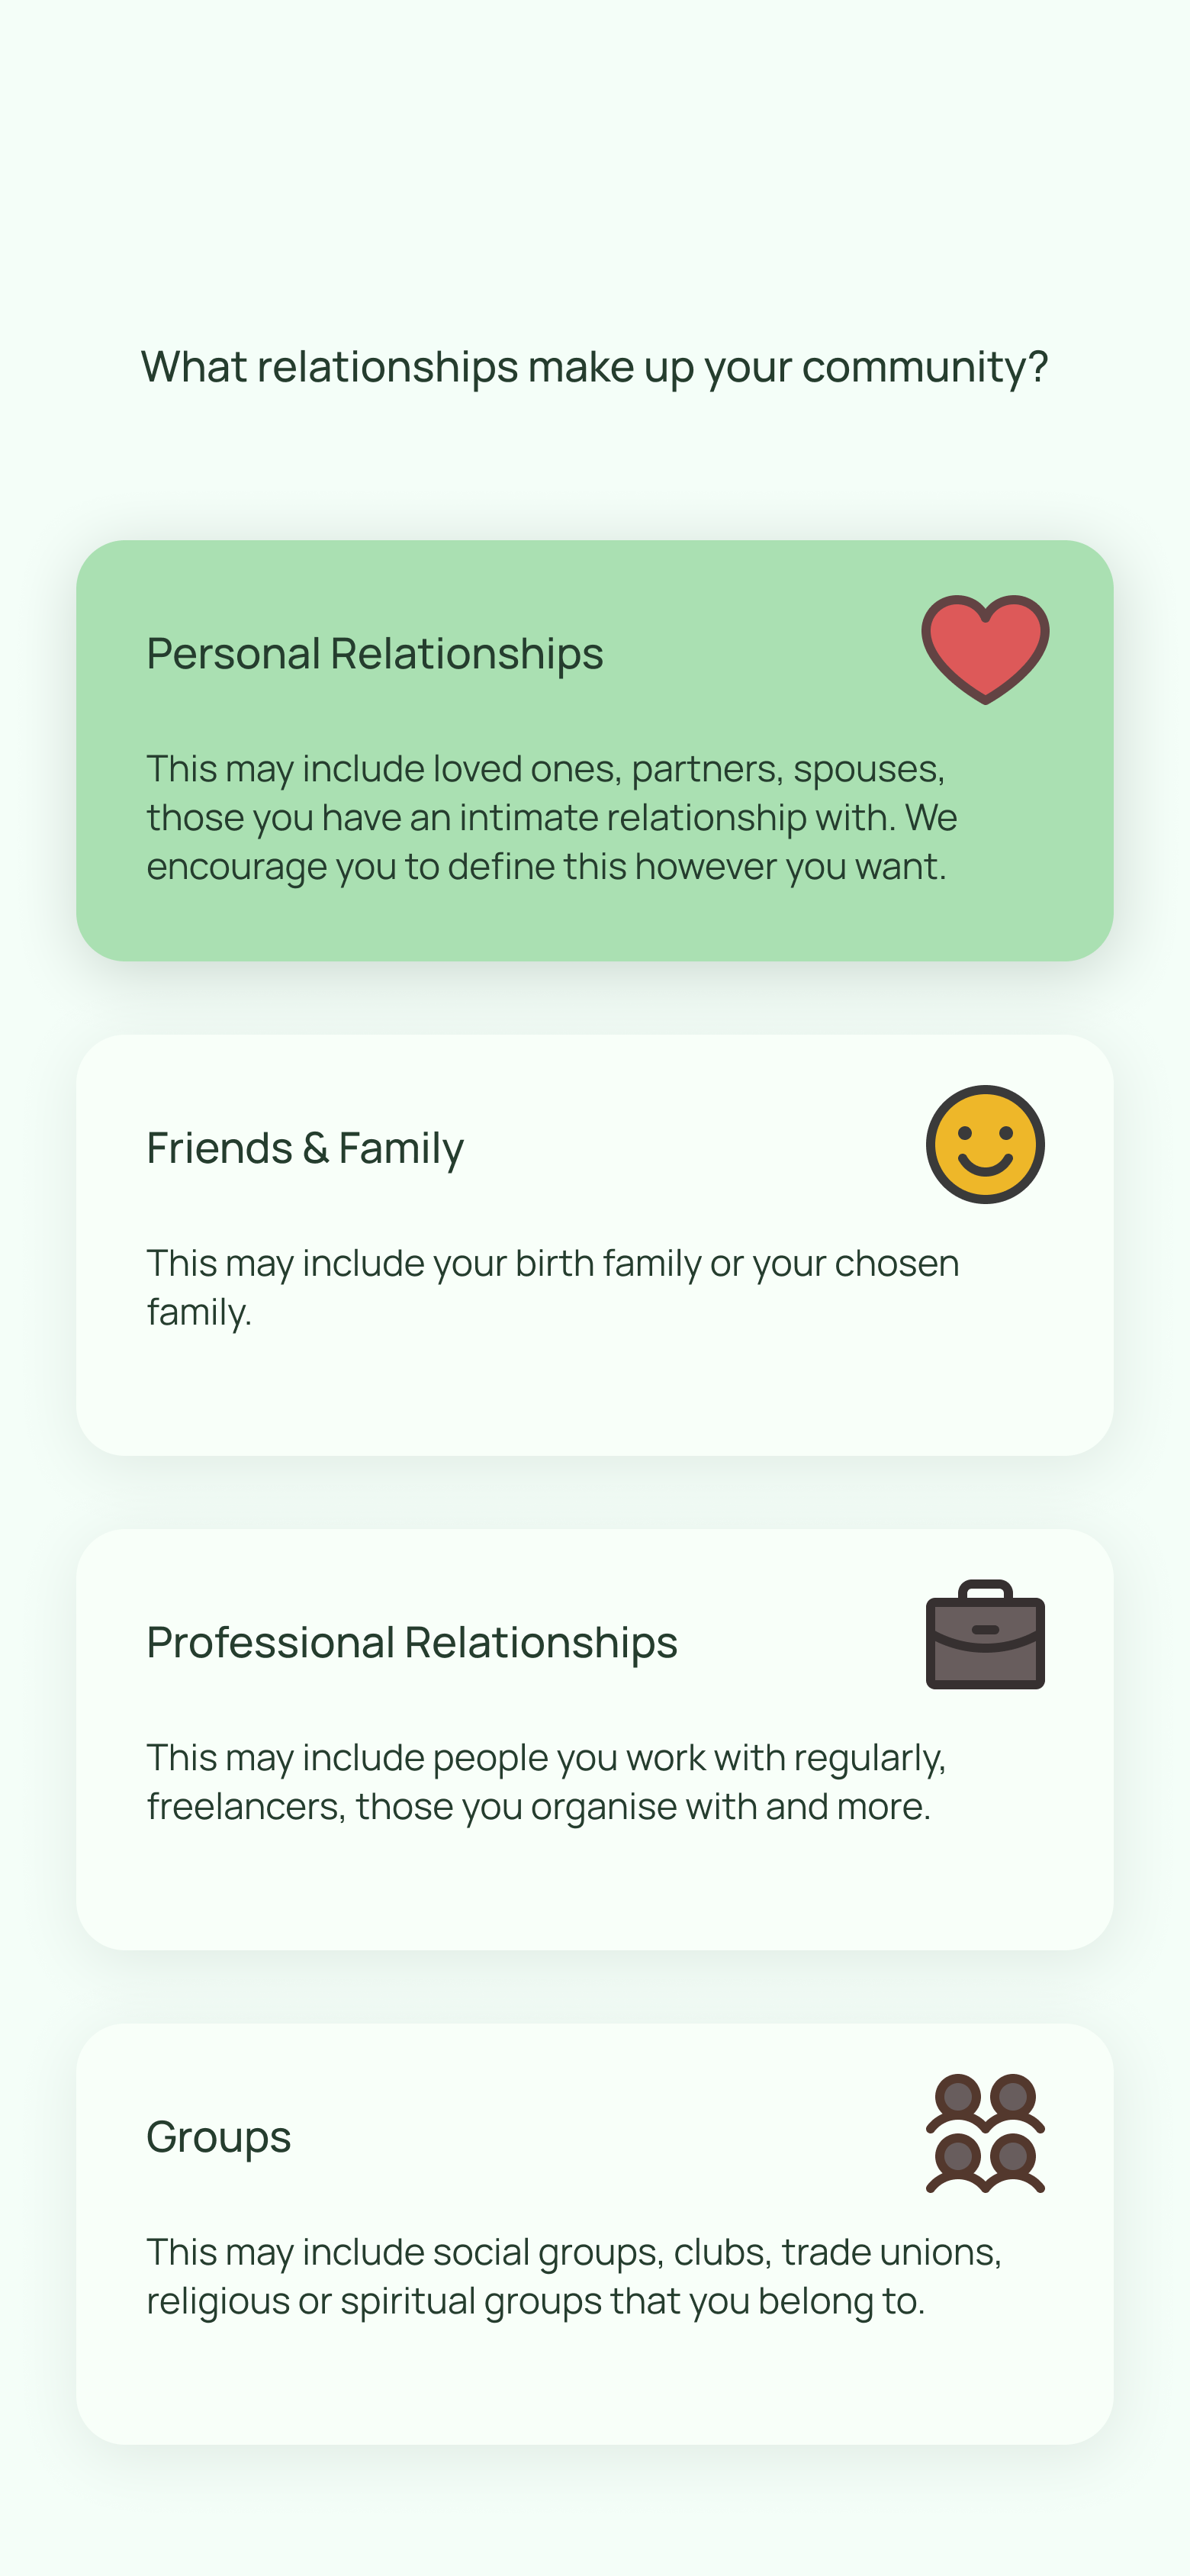 What relationships make up your community?
Personal Relationships
This may include loved ones, partners, spouses,
those you have an intimate relationship with. We
encourage you to define this however you want.
Friends & Family
This may include your birth family or your chosen
family.
Professional Relationships
This may include people you work with regularly,
freelancers, those you organise with and more.
Groups
This may include social groups, clubs, trade unions,
religious or spiritual groups that you belong to.